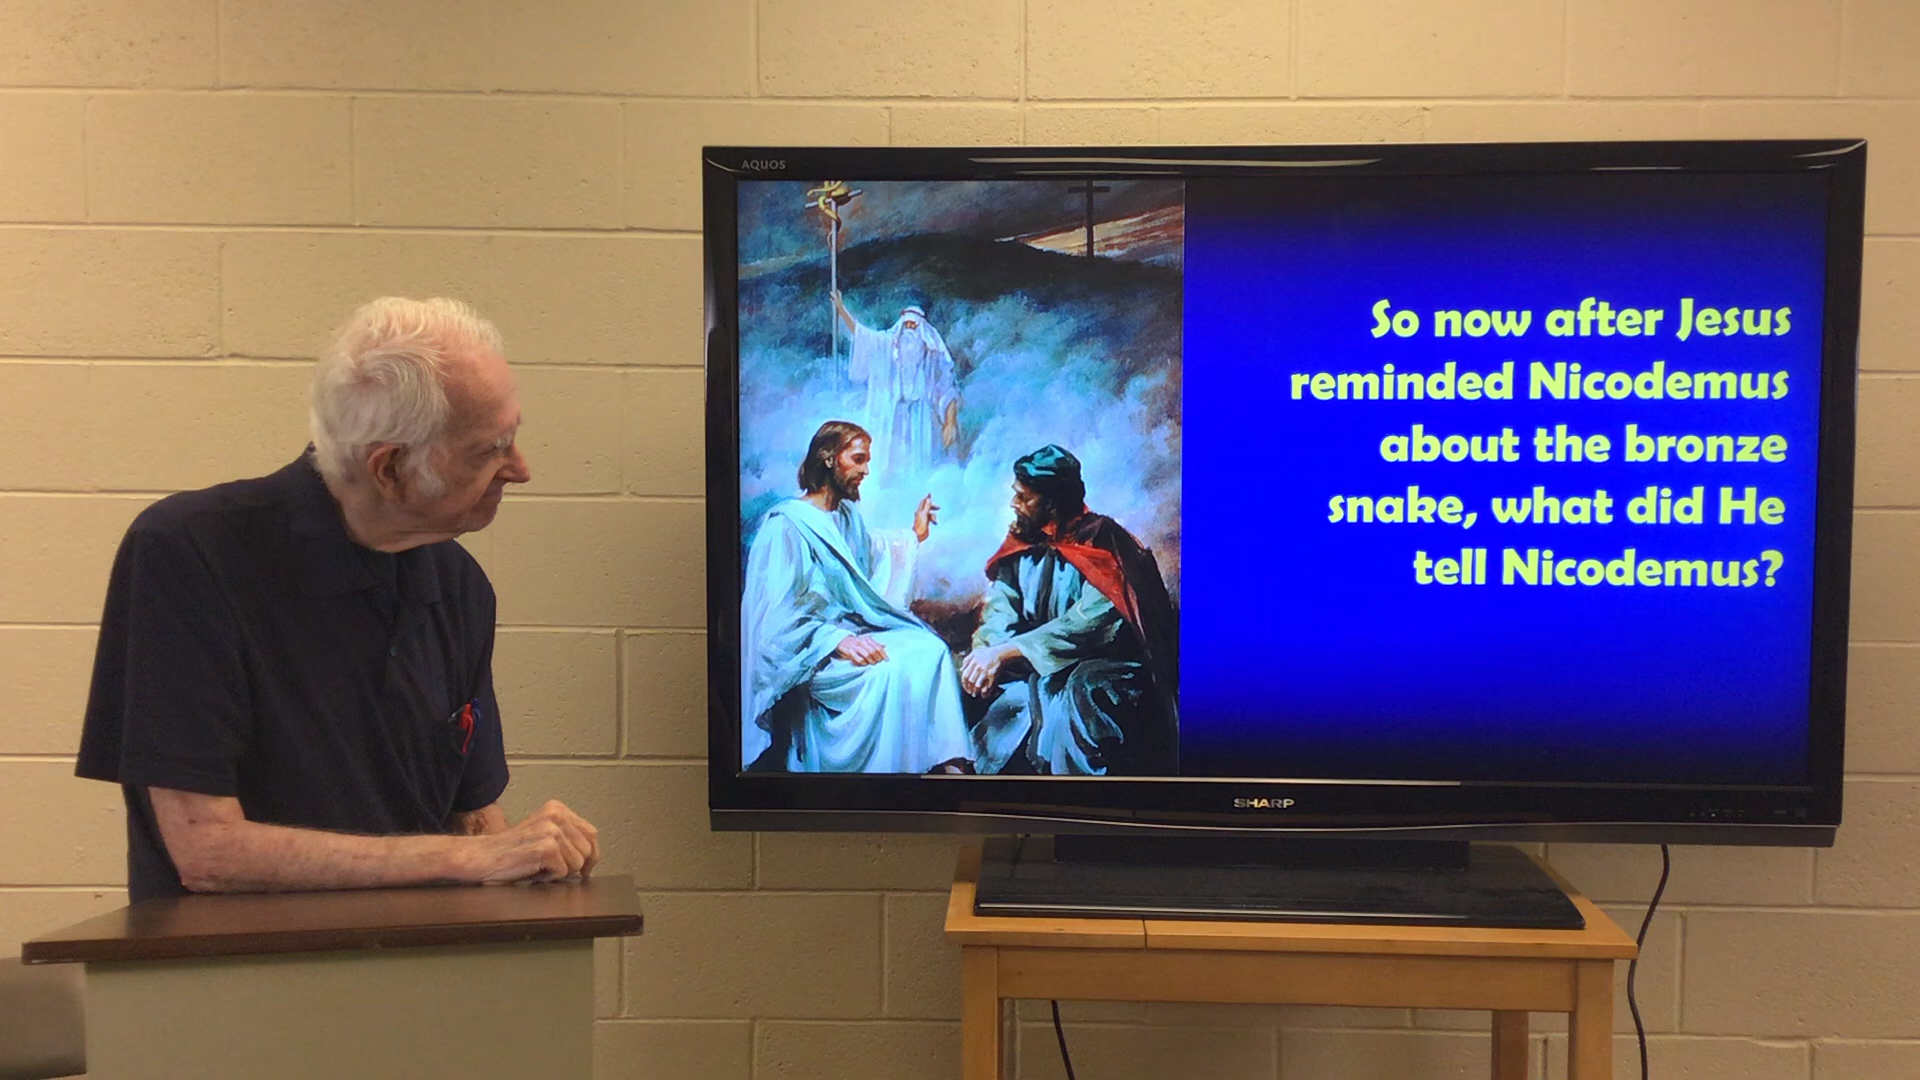 AQUOS
So now after Jesus
reminded Nicodemus
about the bronze
snake, what did He
tell Nicodemus?
SHARP